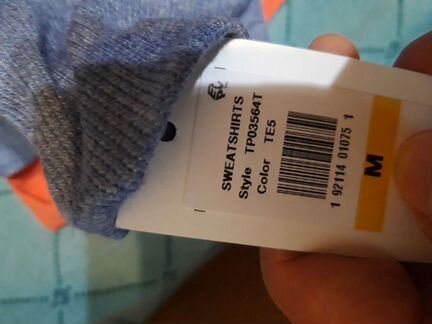 SWEATSHIRTS
Style TP03564T
Color TE5
1 92114 01075 1
M